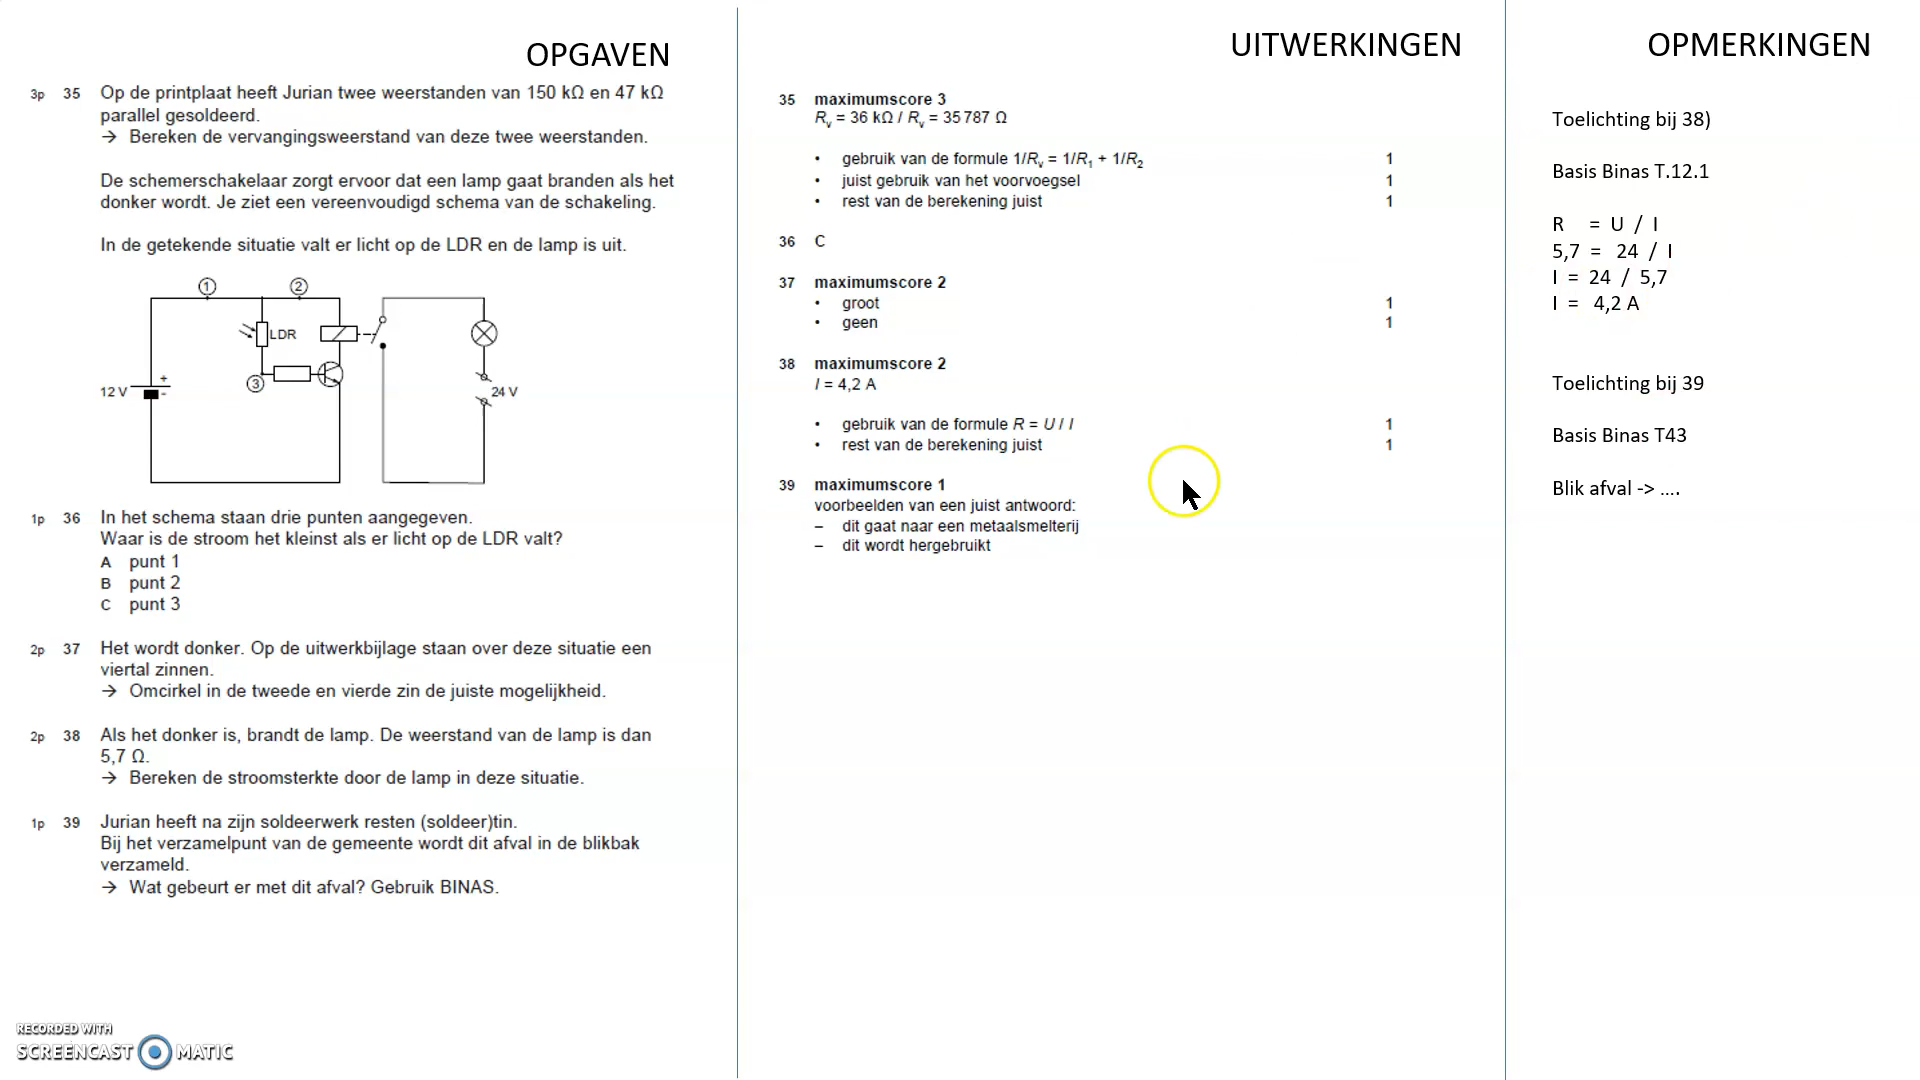 OPGAVEN
3p 35 Op de printplaat heeft Jurian twee weerstanden van 150 kΩ en 47 kΩ
parallel gesoldeerd.
→ Bereken de vervangingsweerstand van deze twee weerstanden.
De schemerschakelaar zorgt ervoor dat een lamp gaat branden als het
donker wordt. Je ziet een vereenvoudigd schema van de schakeling.
In de getekende situatie valt er licht op de LDR en de lamp is uit.
1 2
LDR
3
12 V + -
24 V
1p 36 In het schema staan drie punten aangegeven.
Waar is de stroom het kleinst als er licht op de LDR valt?
A punt 1
B punt 2
C punt 3
2p 37 Het wordt donker. Op de uitwerkbijlage staan over deze situatie een
viertal zinnen.
→ Omcirkel in de tweede en vierde zin de juiste mogelijkheid.
2p 38 Als het donker is, brandt de lamp. De weerstand van de lamp is dan
5,7 Ω.
→ Bereken de stroomsterkte door de lamp in deze situatie.
1p 39 Jurian heeft na zijn soldeerwerk resten (soldeer)tin.
Bij het verzamelpunt van de gemeente wordt dit afval in de blikbak
verzameld.
→ Wat gebeurt er met dit afval? Gebruik BINAS.
RECORDED WITH
SCREENCAST MATIC
UITWERKINGEN
35 maximumscore 3
Rv = 36 kΩ / Rv = 35 787 Ω
• gebruik van de formule 1/Rv = 1/R1 + 1/R2 1
• juist gebruik van het voorvoegsel 1
• rest van de berekening juist 1
36 C
37 maximumscore 2
• groot 1
• geen 1
38 maximumscore 2
I = 4,2 A
• gebruik van de formule R = U / I 1
• rest van de berekening juist 1
39 maximumscore 1
voorbeelden van een juist antwoord:
– dit gaat naar een metaalsmelterij
– dit wordt hergebruikt
OPMERKINGEN
Toelichting bij 38)
Basis Binas T.12.1
R = U / I
5,7 = 24 / I
I = 24 / 5,7
I = 4,2 A
Toelichting bij 39
Basis Binas T43
Blik afval -> ....